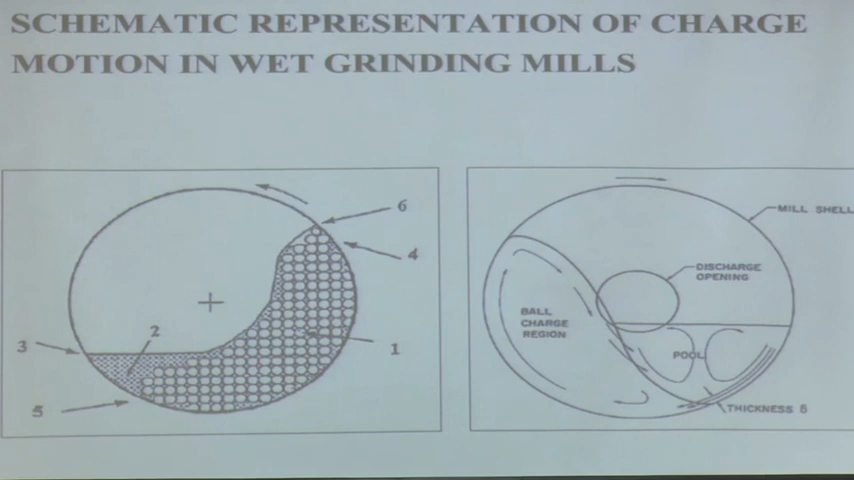 SCHEMATIC REPRESENTATION OF CHARGE
MOTION IN WET GRINDING MILLS
6
4
2
3
1
5
MILL SHELL
DISCHARGE
OPENING
BALL
CHARGE
REGION
POOL
THICKNESS δ